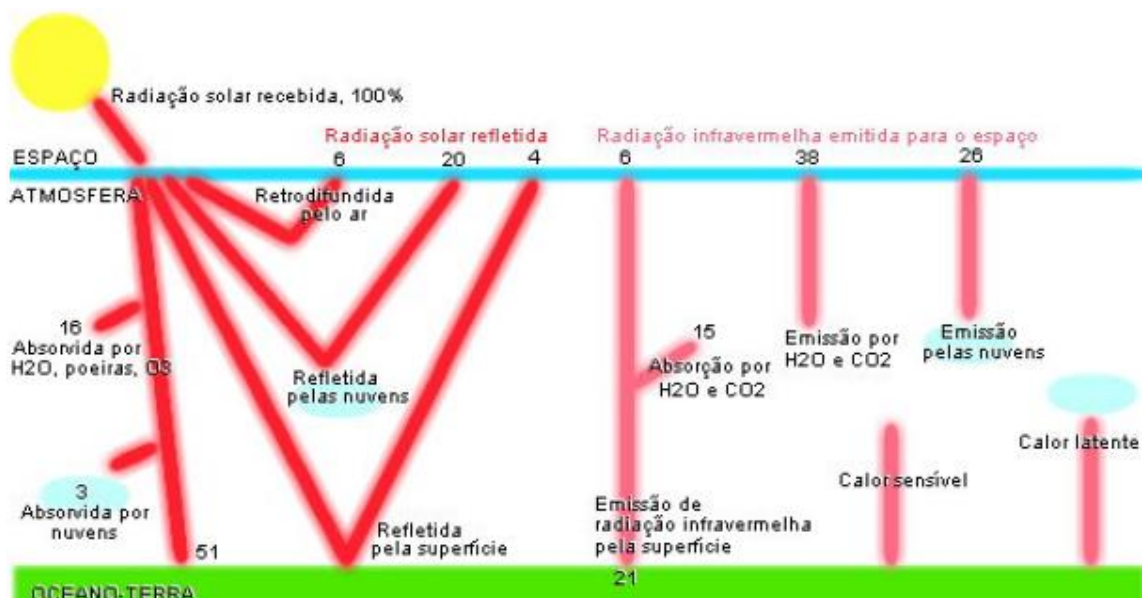 Radiação solar recebida, 100%
Radiação solar refletida
Radiação infravermelha emitida para o espaço
ESPAÇO
6
20
4
6
38
26
ATMOSFERA
Retrodifundida
pelo ar
16
Absorvida por
H2O, poeiras, O3
Refletida
pelas nuvens
15
Absorção por
H2O e CO2
Emissão por
H2O e CO2
Emissão
pelas nuvens
3
Absorvida por
nuvens
51
Refletida
pela superfície
Emissão de
radiação infravermelha
pela superfície
Calor sensível
Calor latente
21
OCEANO-TERRA